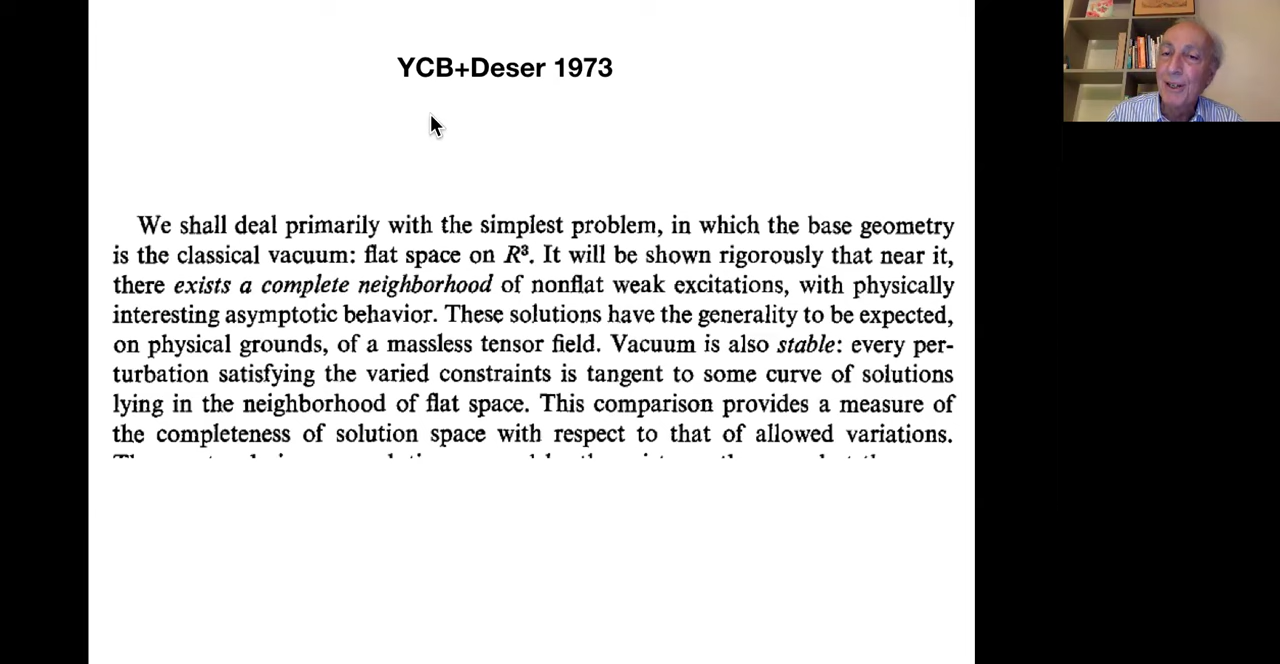 YCB+Deser 1973
We shall deal primarily with the simplest problem, in which the base geometry
is the classical vacuum: flat space on R³. It will be shown rigorously that near it,
there exists a complete neighborhood of nonflat weak excitations, with physically
interesting asymptotic behavior. These solutions have the generality to be expected,
on physical grounds, of a massless tensor field. Vacuum is also stable: every per-
turbation satisfying the varied constraints is tangent to some curve of solutions
lying in the neighborhood of flat space. This comparison provides a measure of
the completeness of solution space with respect to that of allowed variations.